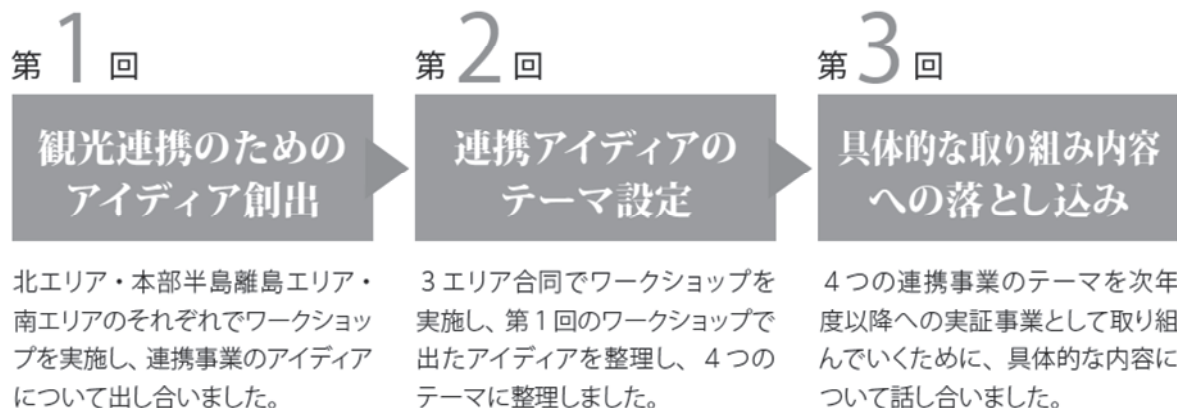 第1回
観光連携のための
アイディア創出
北エリア・本部半島離島エリア・
南エリアのそれぞれでワークショッ
プを実施し、連携事業のアイディア
について出し合いました。
第2回
連携アイディアの
テーマ設定
３エリア合同でワークショップを
実施し、第１回のワークショップで
出たアイディアを整理し、４つの
テーマに整理しました。
第3回
具体的な取り組み内容
への落とし込み
４つの連携事業のテーマを次年
度以降への実証事業として取り組
んでいくために、具体的な内容に
ついて話し合いました。